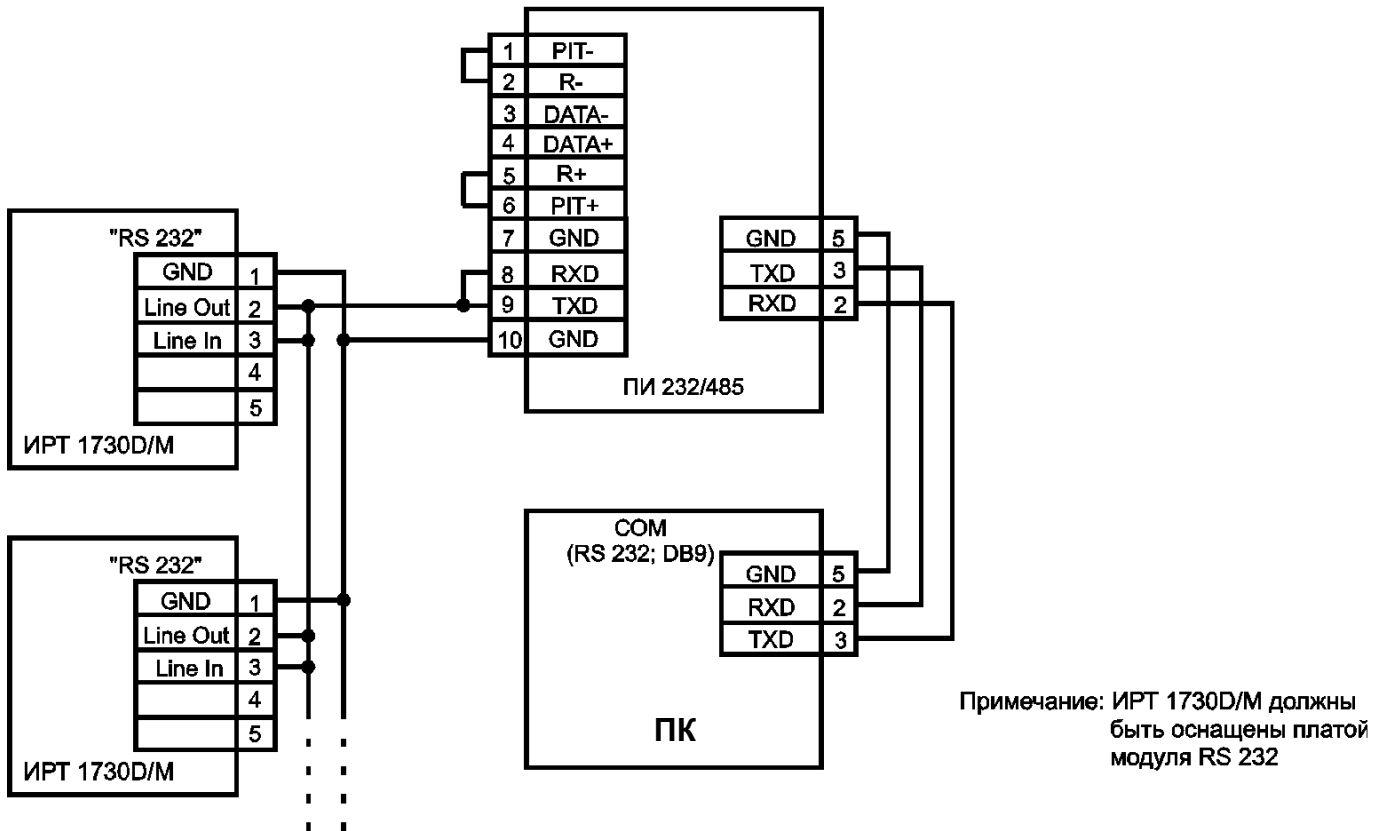 1 PIT-
2 R-
3 DATA-
4 DATA+
5 R+
6 PIT+
7 GND
8 RXD
9 TXD
10 GND
GND 5
TXD 3
RXD 2
ПИ 232/485
"RS 232"
GND 1
Line Out 2
Line In 3
4
5
ИРТ 1730D/M
"RS 232"
GND 1
Line Out 2
Line In 3
4
5
ИРТ 1730D/M
COM
(RS 232; DB9)
GND 5
RXD 2
TXD 3
ПК
Примечание: ИРТ 1730D/M должны
быть оснащены платой
модуля RS 232